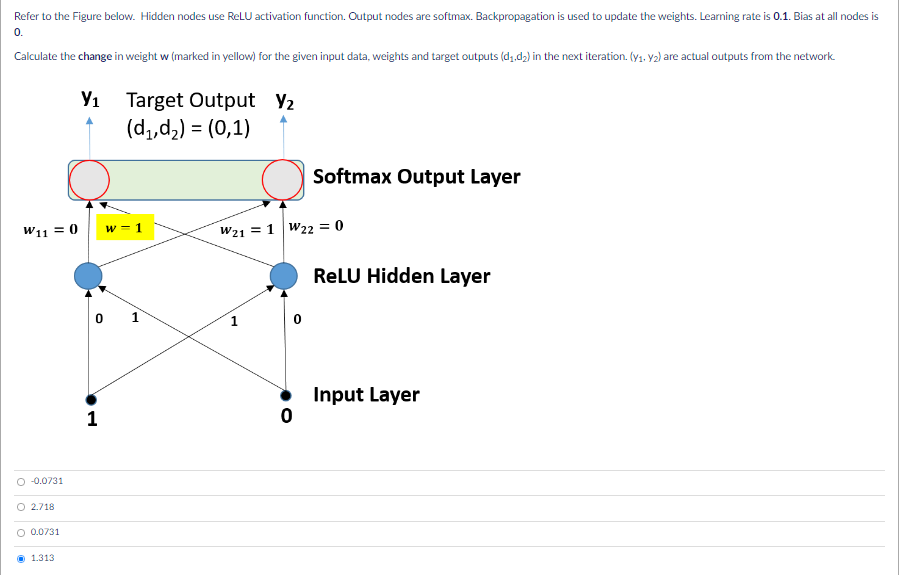 Refer to the Figure below. Hidden nodes use ReLU activation function. Output nodes are softmax. Backpropagation is used to update the weights. Learning rate is 0.1. Bias at all nodes is
0.
Calculate the change in weight w (marked in yellow) for the given input data, weights and target outputs (d₁,d₂) in the next iteration. (y₁, y₂) are actual outputs from the network.
y₁ Target Output y₂
(d₁,d₂) = (0,1)
Softmax Output Layer
w₁₁ = 0 w = 1 w₂₁ = 1 w₂₂ = 0
ReLU Hidden Layer
0 1 1 0
Input Layer
1 0
-0.0731
2.718
0.0731
1.313